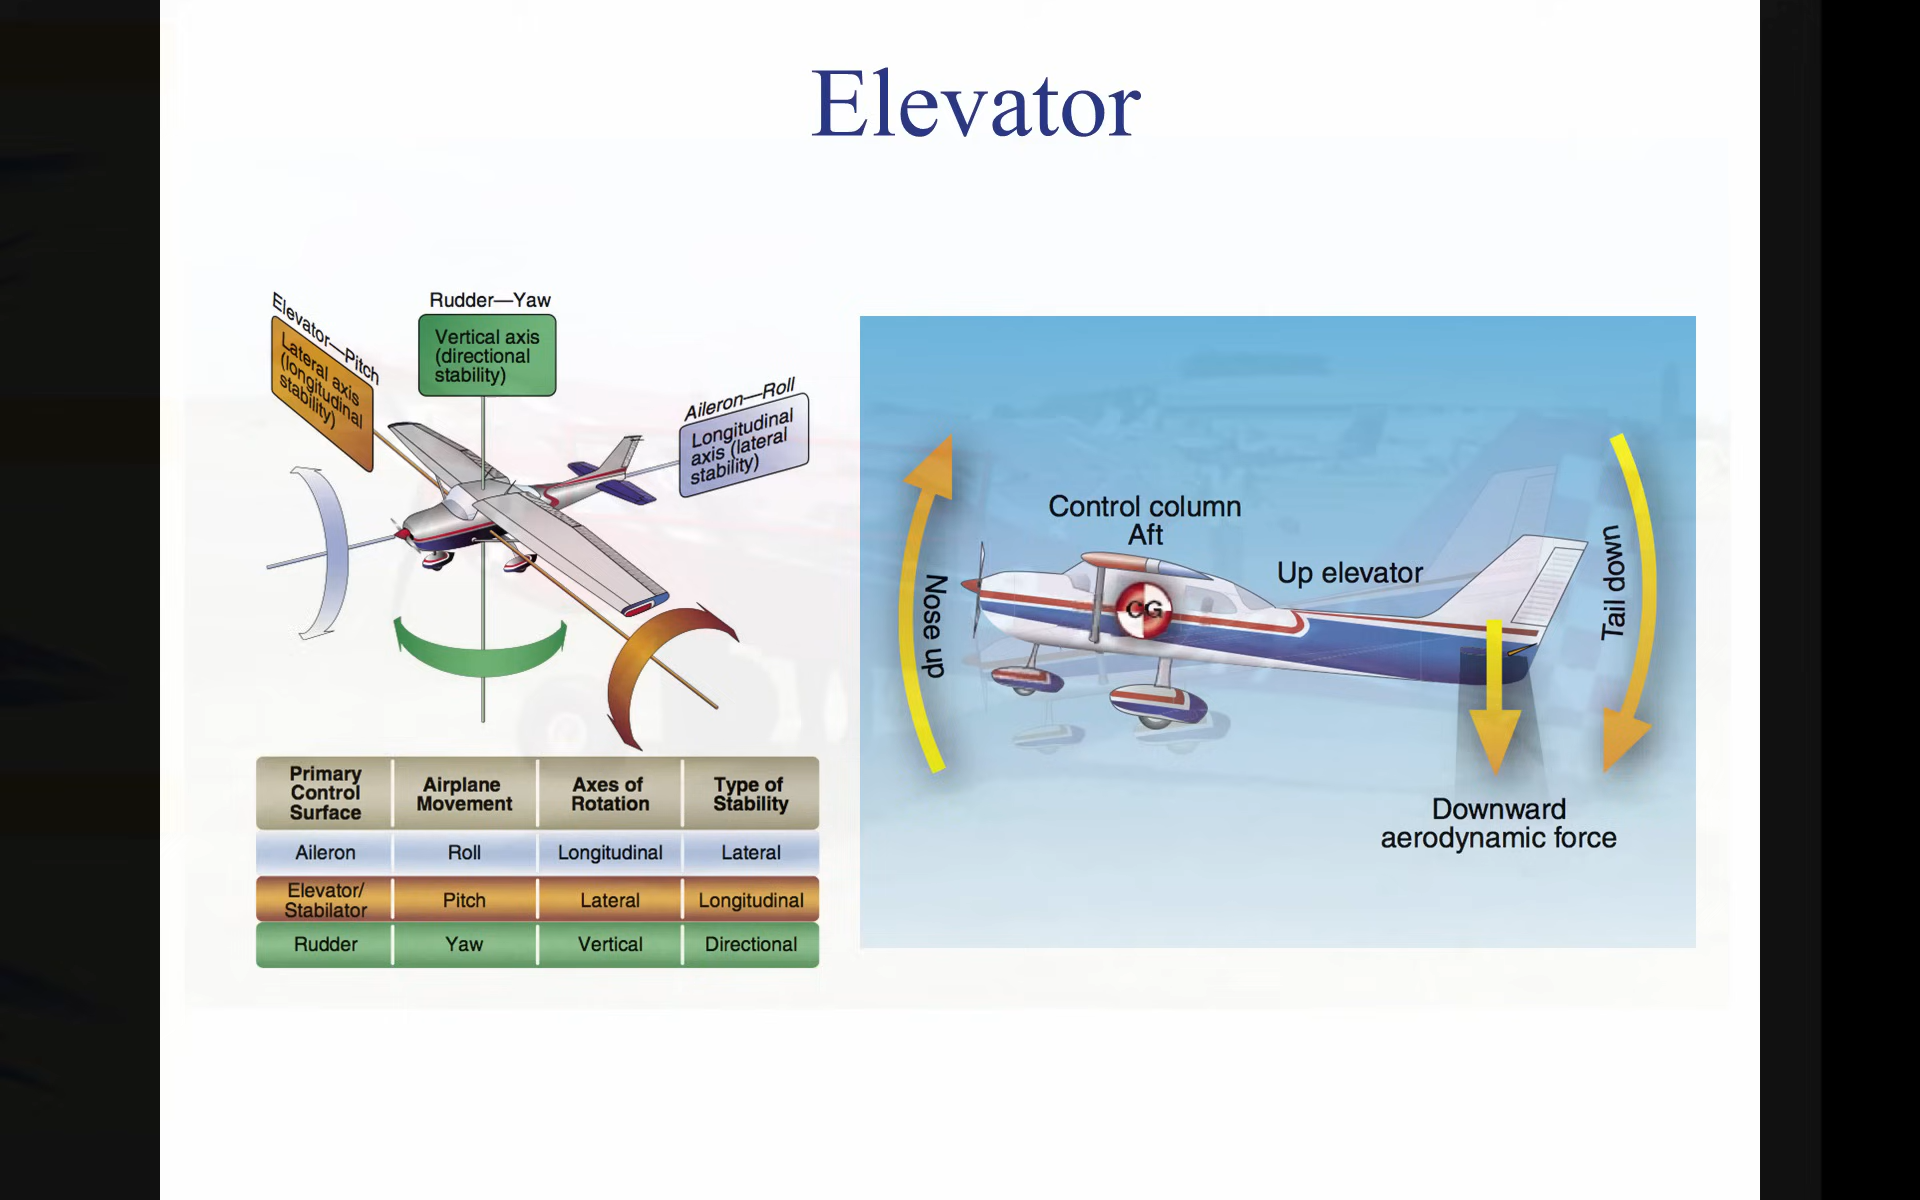 Elevator
Elevator—Pitch
Lateral axis
(longitudinal
stability)
Rudder—Yaw
Vertical axis
(directional
stability)
Aileron—Roll
Longitudinal
axis (lateral
stability)
Primary
Control
Surface
Airplane
Movement
Axes of
Rotation
Type of
Stability
Aileron
Roll
Longitudinal
Lateral
Elevator/
Stabilator
Pitch
Lateral
Longitudinal
Rudder
Yaw
Vertical
Directional
Control column
Aft
Up elevator
CG
Nose up
Tail down
Downward
aerodynamic force